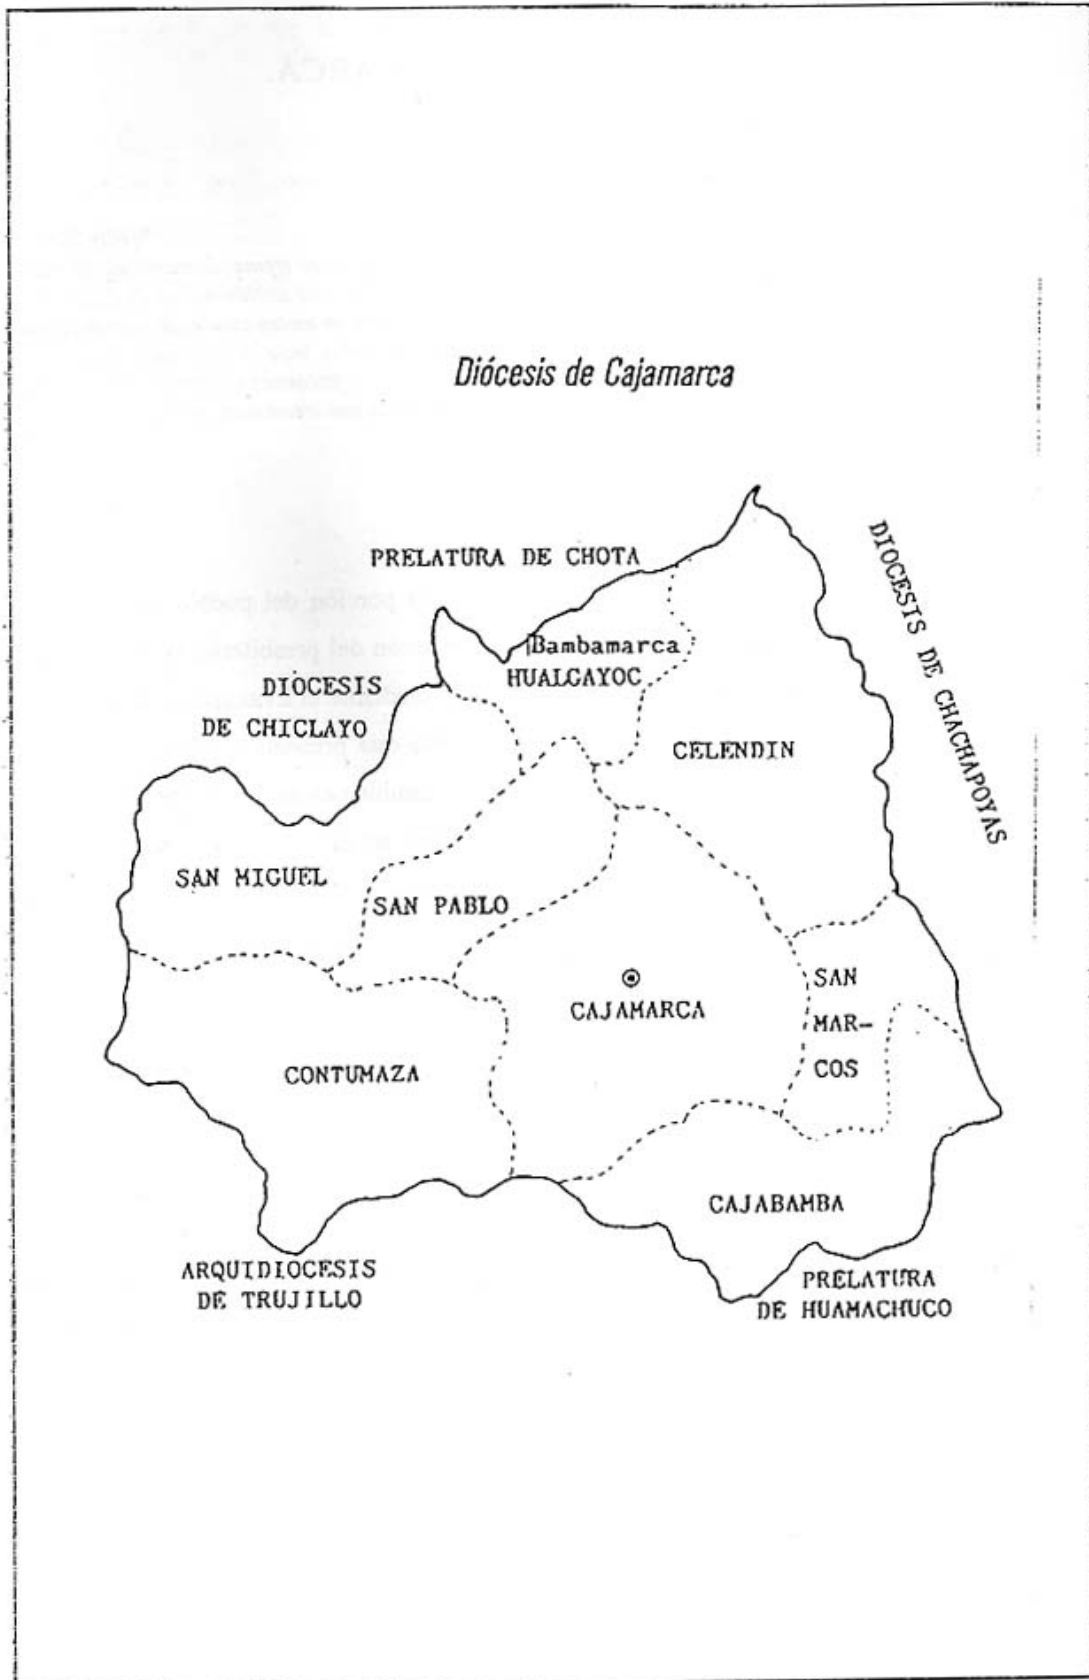 Diócesis de Cajamarca
PRELATURA DE CHOTA
DIOCESIS DE CHACHAPOYAS
Bambamarca
HUALGAYOC
DIOCESIS
DE CHICLAYO
CELENDIN
SAN MIGUEL
SAN PABLO
SAN
MAR-
COS
CAJAMARCA
CONTUMAZA
CAJABAMBA
ARQUIDIOCESIS
DE TRUJILLO
PRELATURA
DE HUAMACHUCO